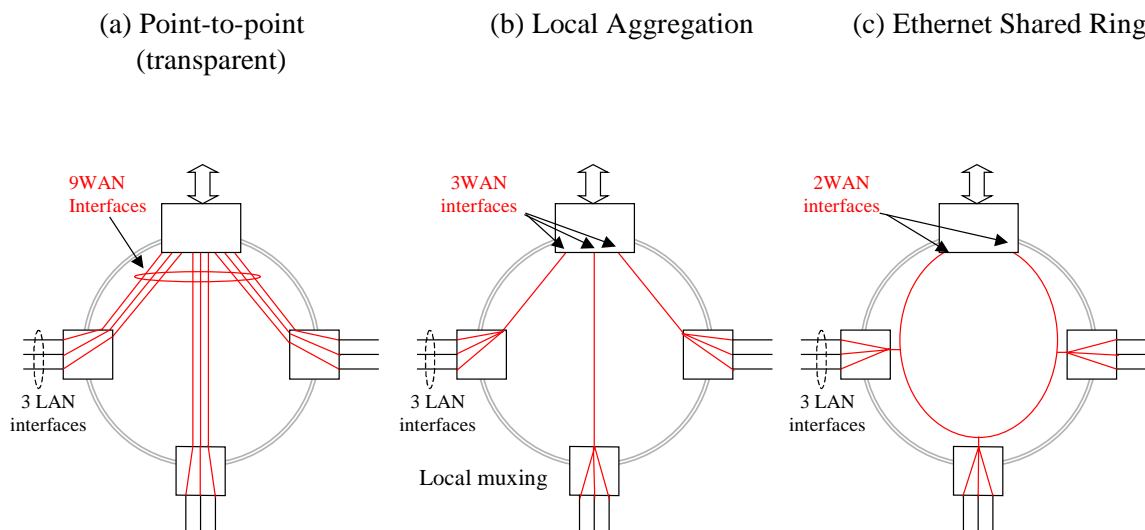 (a) Point-to-point
(transparent)
(b) Local Aggregation
(c) Ethernet Shared Ring
9WAN
Interfaces
3WAN
interfaces
2WAN
interfaces
3 LAN
interfaces
3 LAN
interfaces
3 LAN
interfaces
Local muxing